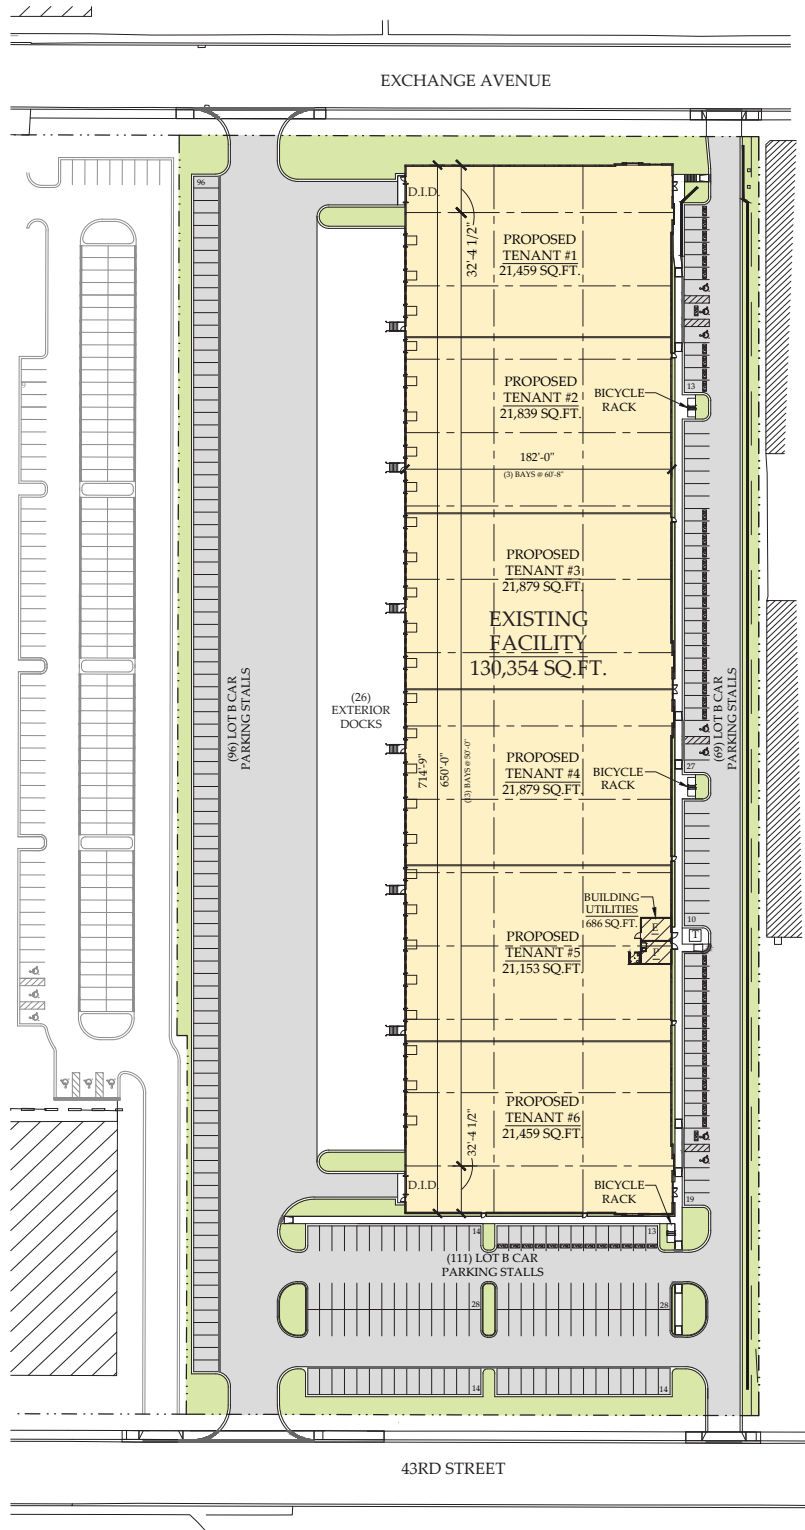 EXCHANGE AVENUE
96
D.I.D.
32'-4 1/2"
PROPOSED
TENANT #1
21,459 SQ.FT.
13
PROPOSED
TENANT #2
21,839 SQ.FT.
BICYCLE
RACK
182'-0"
(3) BAYS @ 60'-8"
9
PROPOSED
TENANT #3
21,879 SQ.FT.
EXISTING
FACILITY
130,354 SQ.FT.
(96) LOT B CAR
PARKING STALLS
(26)
EXTERIOR
DOCKS
(69) LOT B CAR
PARKING STALLS
714'-9"
650'-0"
(13) BAYS @ 50'-0"
PROPOSED
TENANT #4
21,879 SQ.FT.
27
BICYCLE
RACK
BUILDING
UTILITIES
686 SQ.FT.
10
T
E
PROPOSED
TENANT #5
21,153 SQ.FT.
PROPOSED
TENANT #6
21,459 SQ.FT.
32'-4 1/2"
D.I.D.
BICYCLE
RACK
19
14
13
(111) LOT B CAR
PARKING STALLS
28
28
14
14
43RD STREET